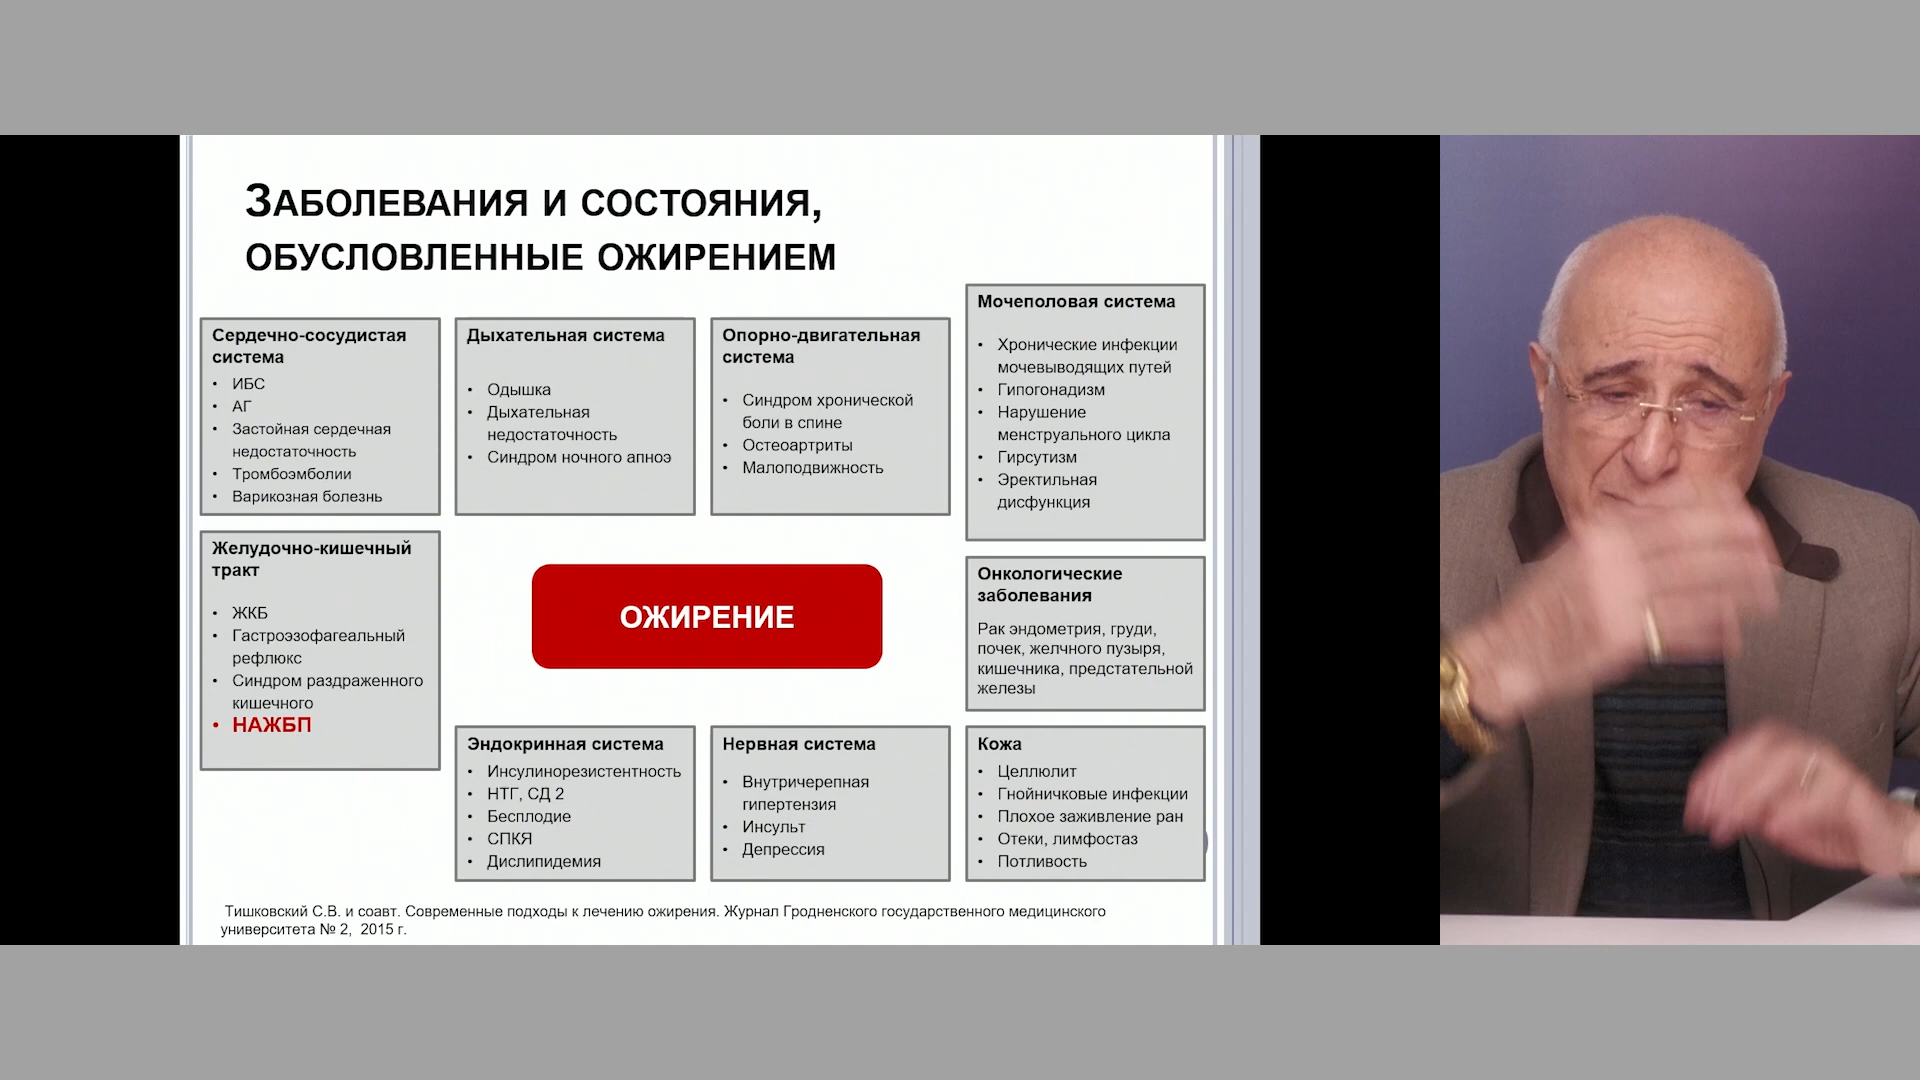 Заболевания и состояния,
обусловленные ожирением
Сердечно-сосудистая
система
• ИБС
• АГ
• Застойная сердечная
недостаточность
• Тромбоэмболии
• Варикозная болезнь
Дыхательная система
• Одышка
• Дыхательная
недостаточность
• Синдром ночного апноэ
Опорно-двигательная
система
• Синдром хронической
боли в спине
• Остеоартриты
• Малоподвижность
Мочеполовая система
• Хронические инфекции
мочевыводящих путей
• Гипогонадизм
• Нарушение
менструального цикла
• Гирсутизм
• Эректильная
дисфункция
Желудочно-кишечный
тракт
• ЖКБ
• Гастроэзофагеальный
рефлюкс
• Синдром раздраженного
кишечного
• НАЖБП
ОЖИРЕНИЕ
Онкологические
заболевания
Рак эндометрия, груди,
почек, желчного пузыря,
кишечника, предстательной
железы
Эндокринная система
• Инсулинорезистентность
• НТГ, СД 2
• Бесплодие
• СПКЯ
• Дислипидемия
Нервная система
• Внутричерепная
гипертензия
• Инсульт
• Депрессия
Кожа
• Целлюлит
• Гнойничковые инфекции
• Плохое заживление ран
• Отеки, лимфостаз
• Потливость
Тишковский С.В. и соавт. Современные подходы к лечению ожирения. Журнал Гродненского государственного медицинского
университета № 2, 2015 г.